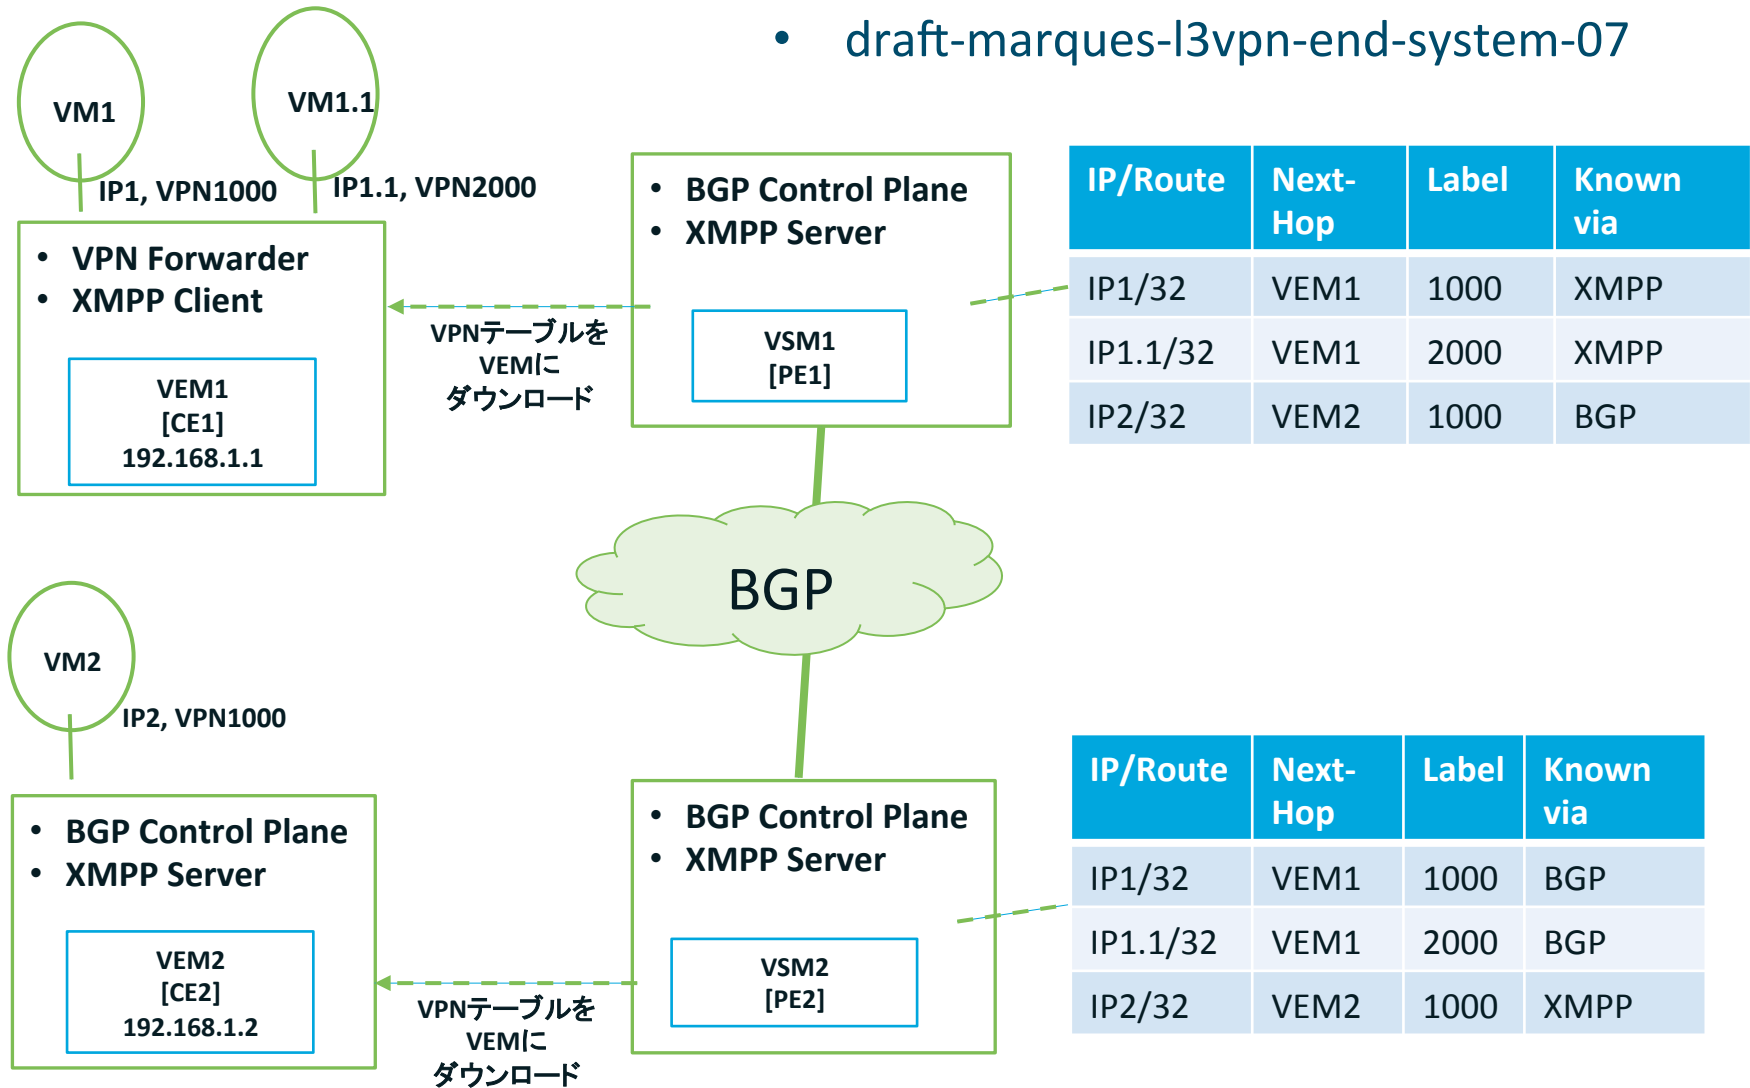 • draft-marques-l3vpn-end-system-07
VM1
VM1.1
IP1, VPN1000
IP1.1, VPN2000
• VPN Forwarder
• XMPP Client
VEM1
[CE1]
192.168.1.1
VPNテーブルを
VEMに
ダウンロード
• BGP Control Plane
• XMPP Server
VSM1
[PE1]
IP/Route Next-Hop Label Known via
IP1/32 VEM1 1000 XMPP
IP1.1/32 VEM1 2000 XMPP
IP2/32 VEM2 1000 BGP
BGP
VM2
IP2, VPN1000
• BGP Control Plane
• XMPP Server
VEM2
[CE2]
192.168.1.2
VPNテーブルを
VEMに
ダウンロード
• BGP Control Plane
• XMPP Server
VSM2
[PE2]
IP/Route Next-Hop Label Known via
IP1/32 VEM1 1000 BGP
IP1.1/32 VEM1 2000 BGP
IP2/32 VEM2 1000 XMPP